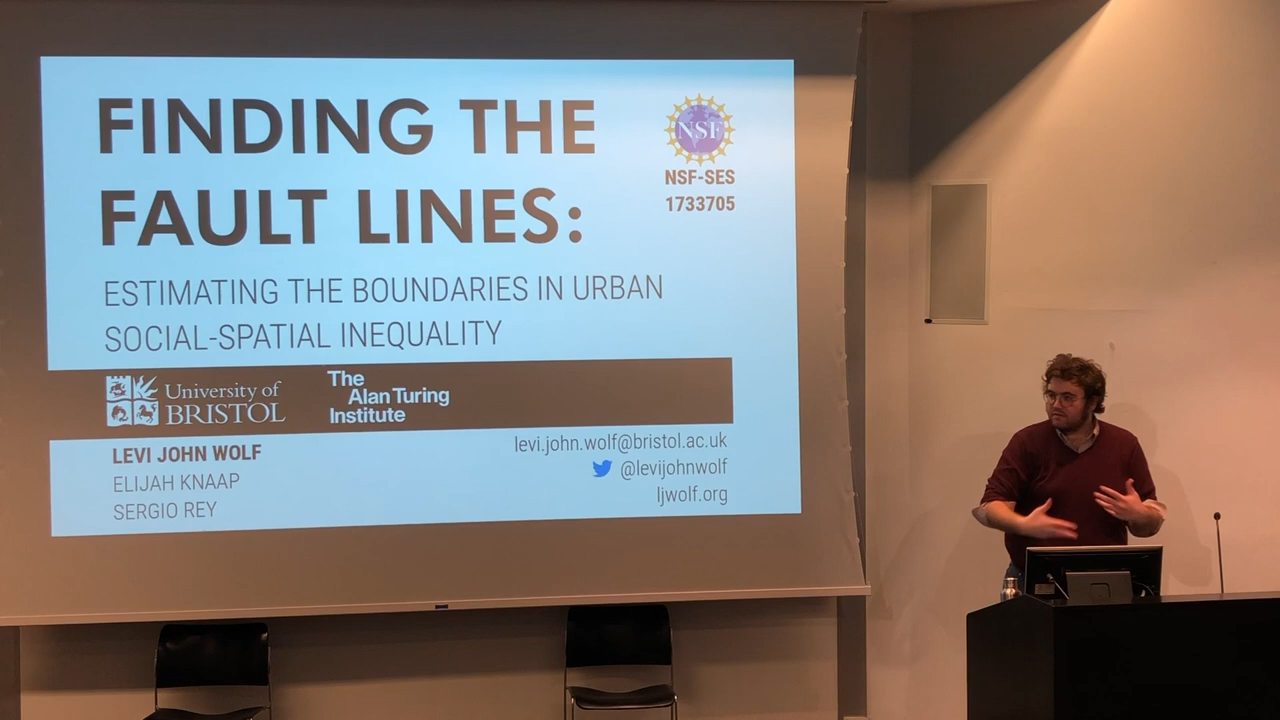 FINDING THE
FAULT LINES:
NSF
NSF-SES
1733705
ESTIMATING THE BOUNDARIES IN URBAN
SOCIAL-SPATIAL INEQUALITY
University of
BRISTOL
The
Alan Turing
Institute
LEVI JOHN WOLF
ELIJAH KNAAP
SERGIO REY
levi.john.wolf@bristol.ac.uk
@levijohnwolf
ljwolf.org